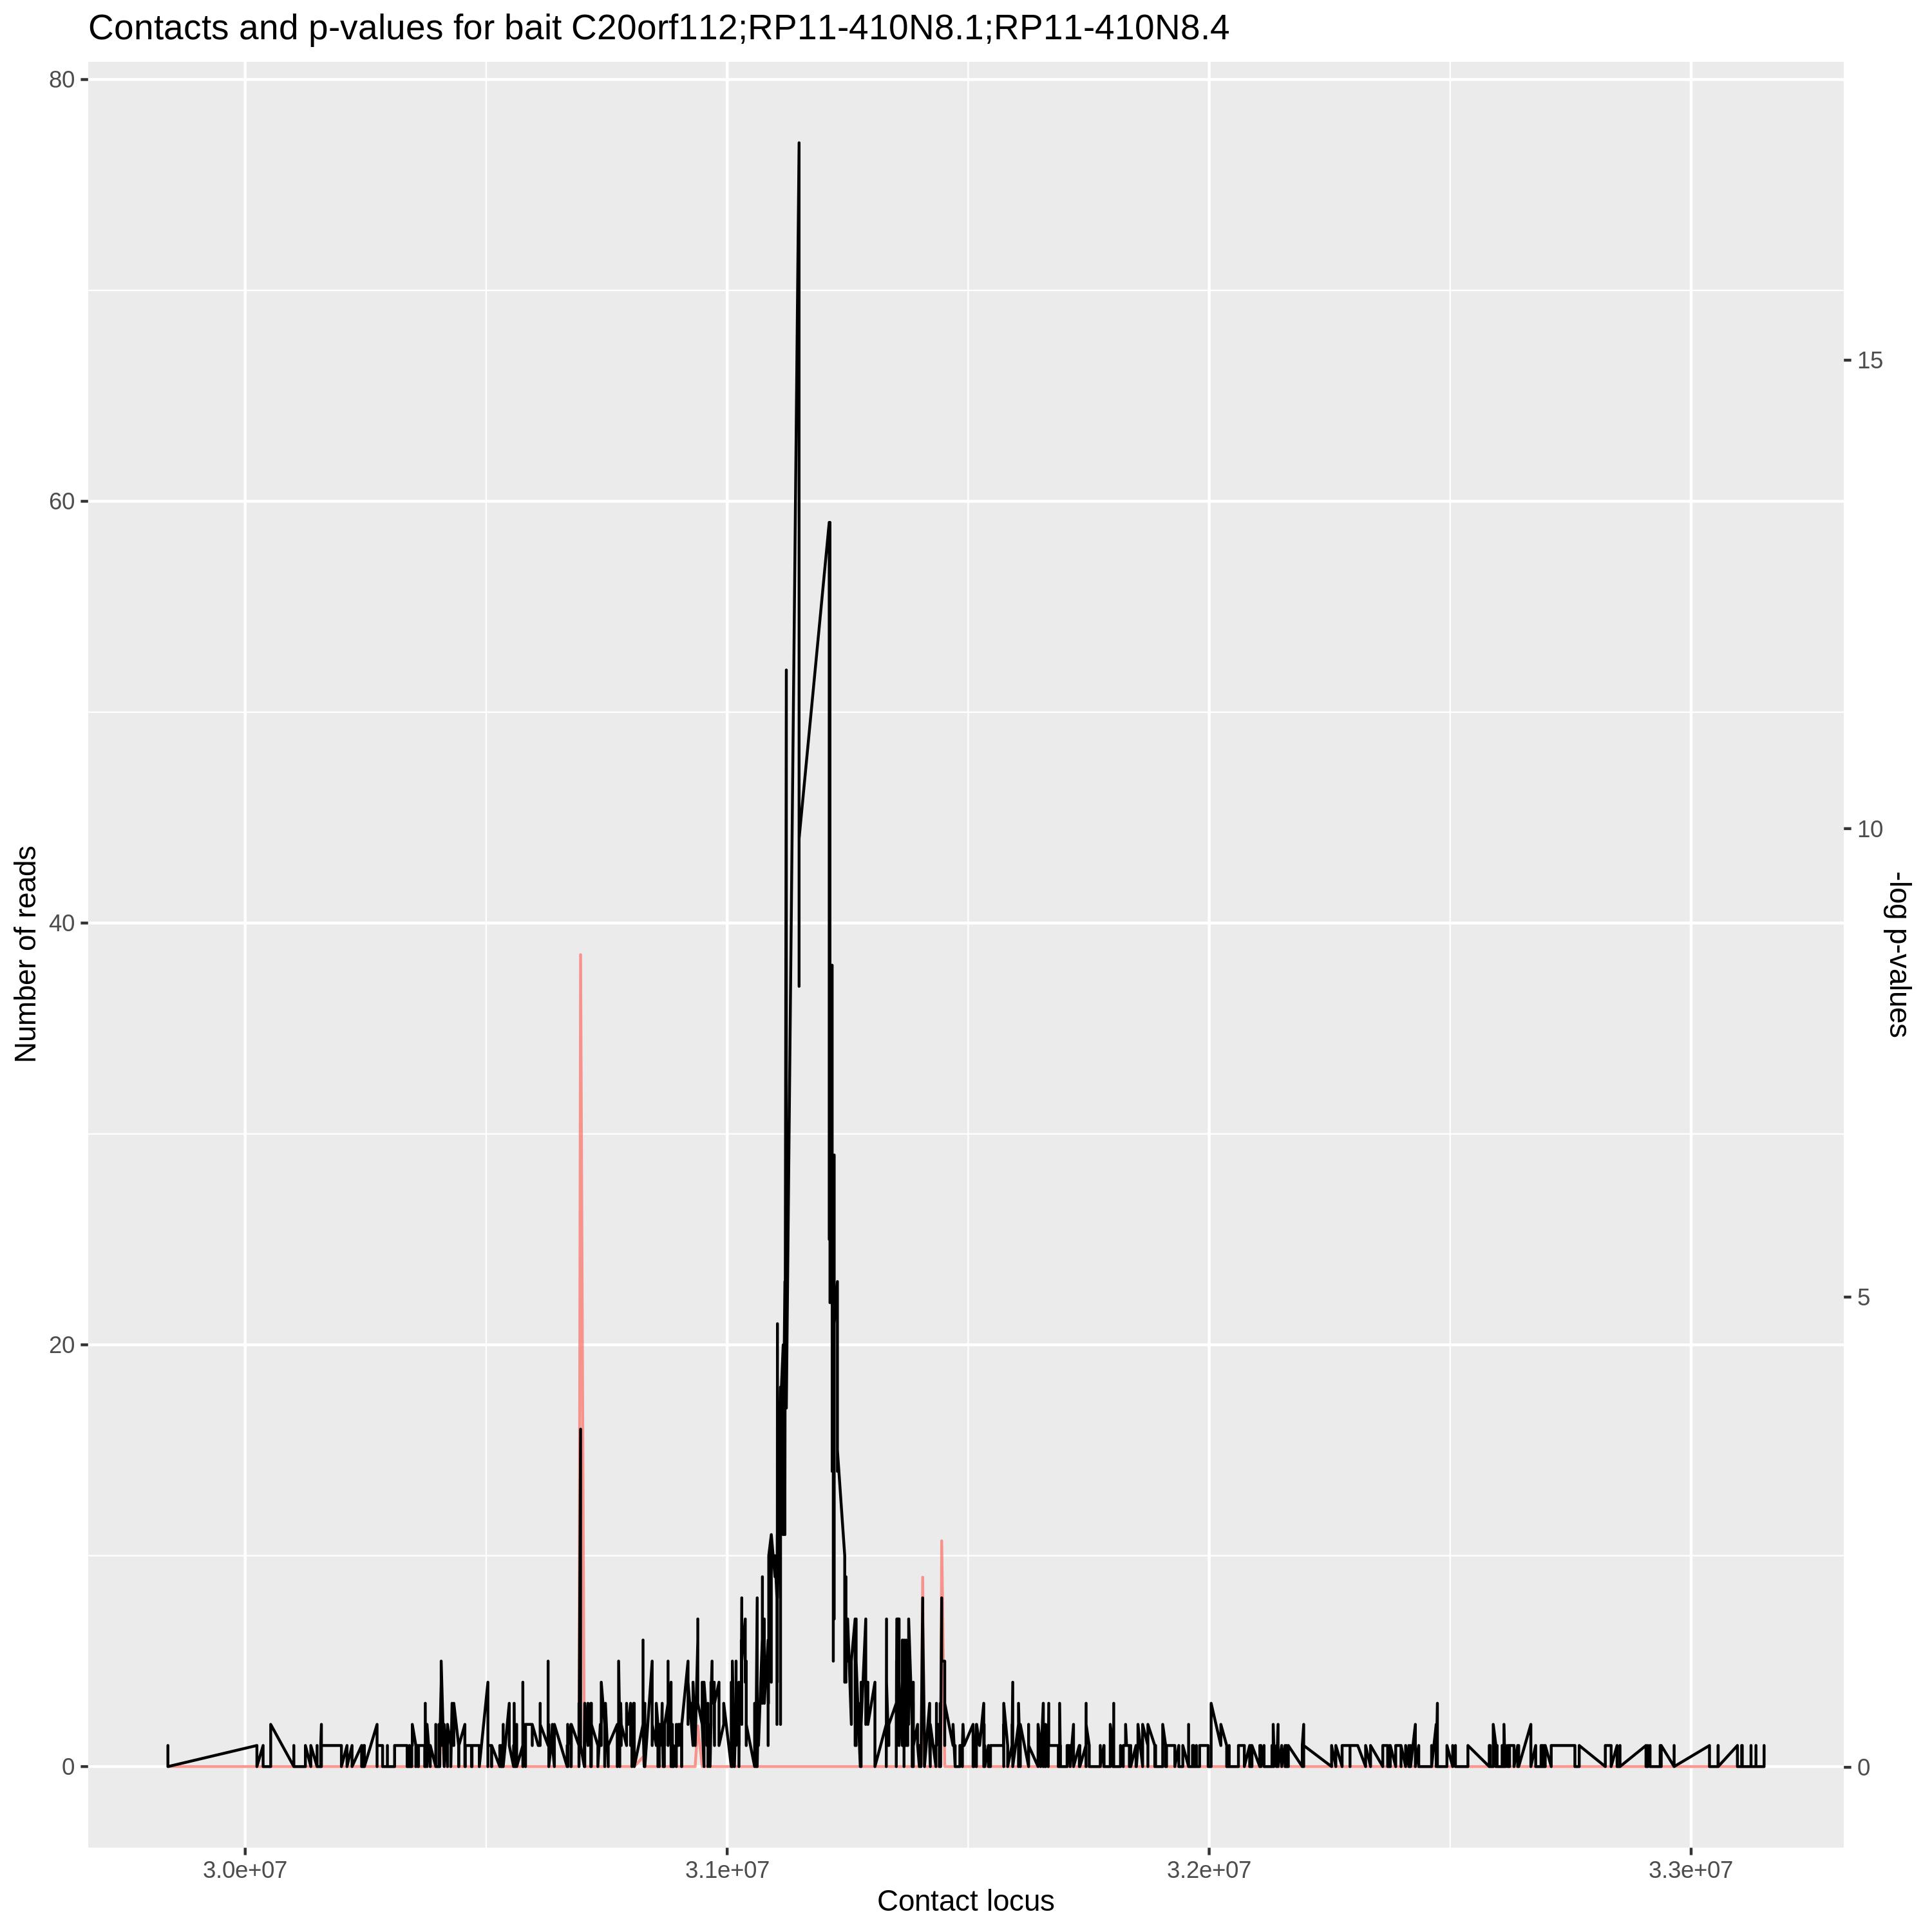 Contacts and p-values for bait C20orf112;RP11-410N8.1;RP11-410N8.4
80
60
40
20
0
Number of reads
15
10
5
0
-log p-values
3.0e+07
3.1e+07
3.2e+07
3.3e+07
Contact locus